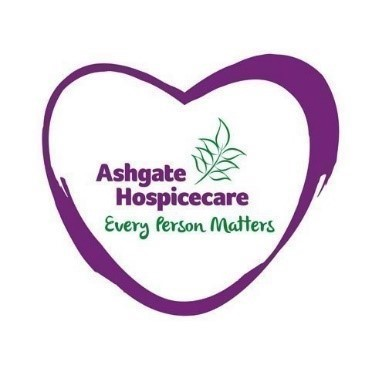 Ashgate
Hospicecare
Every Person Matters